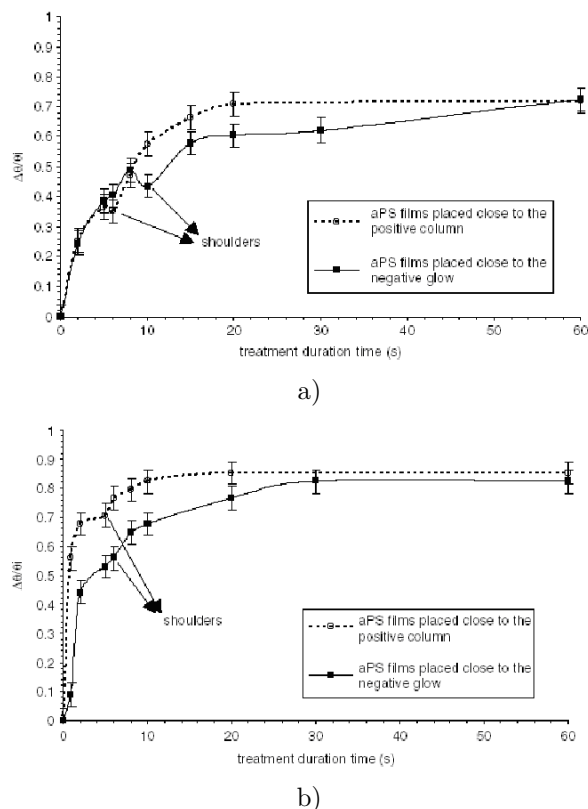 1
0.9
0.8
0.7
0.6
0.5
0.4
0.3
0.2
0.1
0
Δθ/θi
shoulders
aPS films placed close to the
positive column
aPS films placed close to the
negative glow
0 10 20 30 40 50 60
treatment duration time (s)
a)
1
0.9
0.8
0.7
0.6
0.5
0.4
0.3
0.2
0.1
0
Δθ/θi
shoulders
aPS films placed close to the
positive column
aPS films placed close to the
negative glow
0 10 20 30 40 50 60
treatment duration time (s)
b)